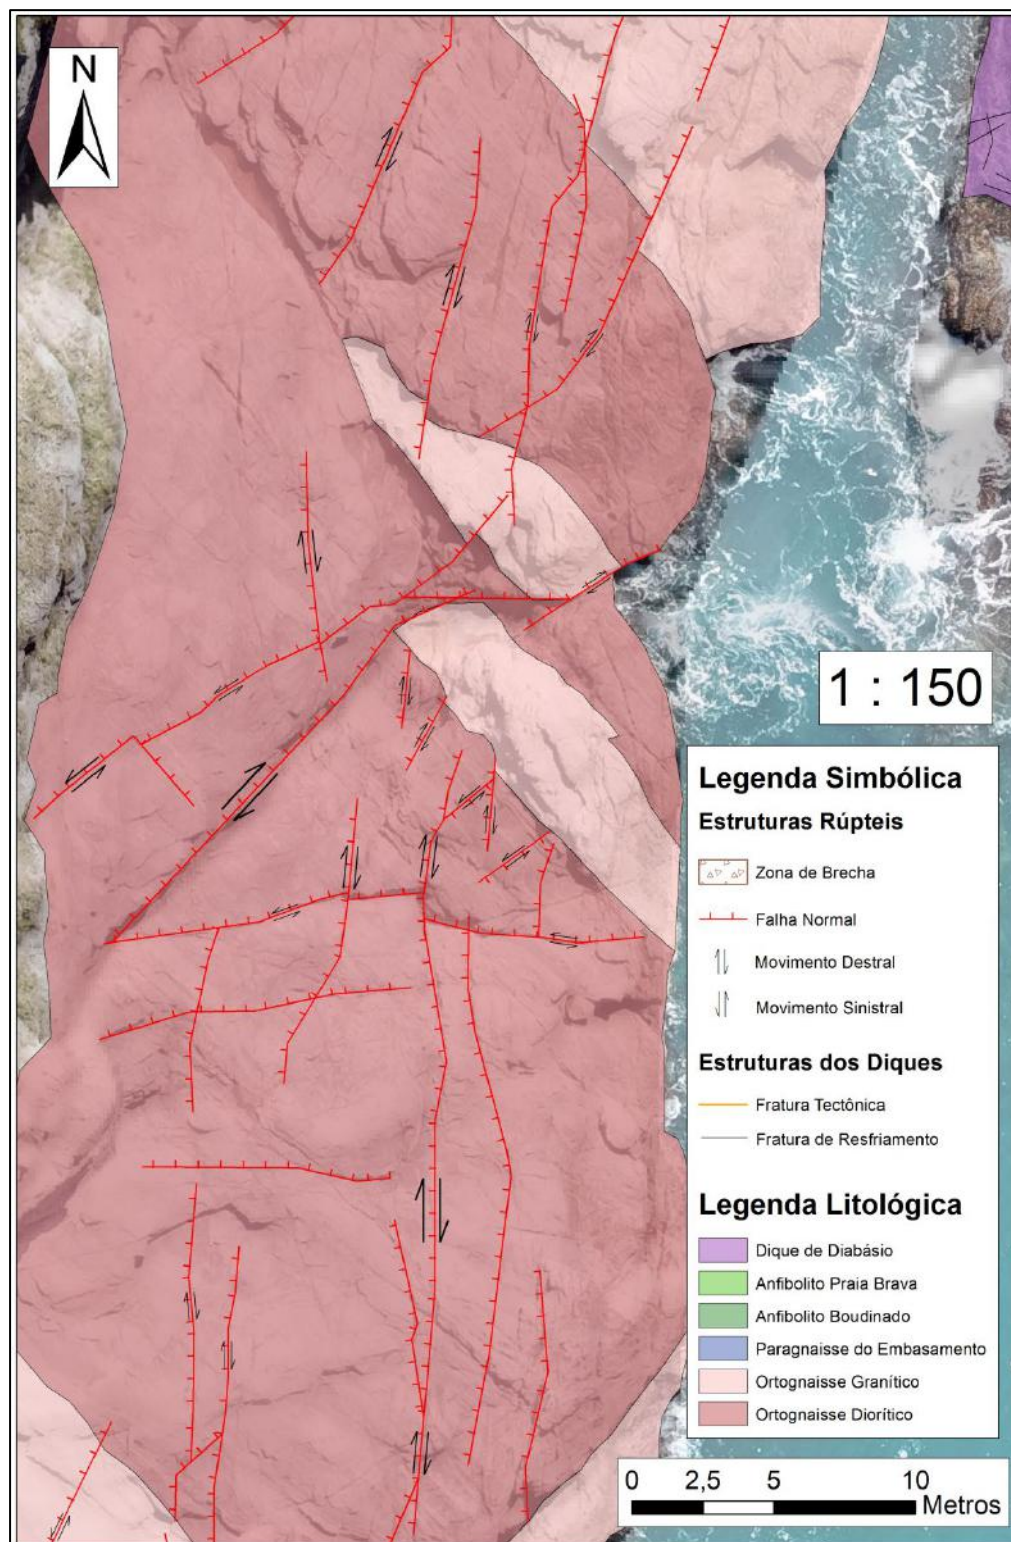 N
1 : 150
Legenda Simbólica
Estruturas Rúpteis
Zona de Brecha
Falha Normal
Movimento Destral
Movimento Sinistral
Estruturas dos Diques
Fratura Tectônica
Fratura de Resfriamento
Legenda Litológica
Dique de Diabásio
Anfibolito Praia Brava
Anfibolito Boudinado
Paragnaisse do Embasamento
Ortognaisse Granítico
Ortognaisse Diorítico
0 2,5 5 10
Metros